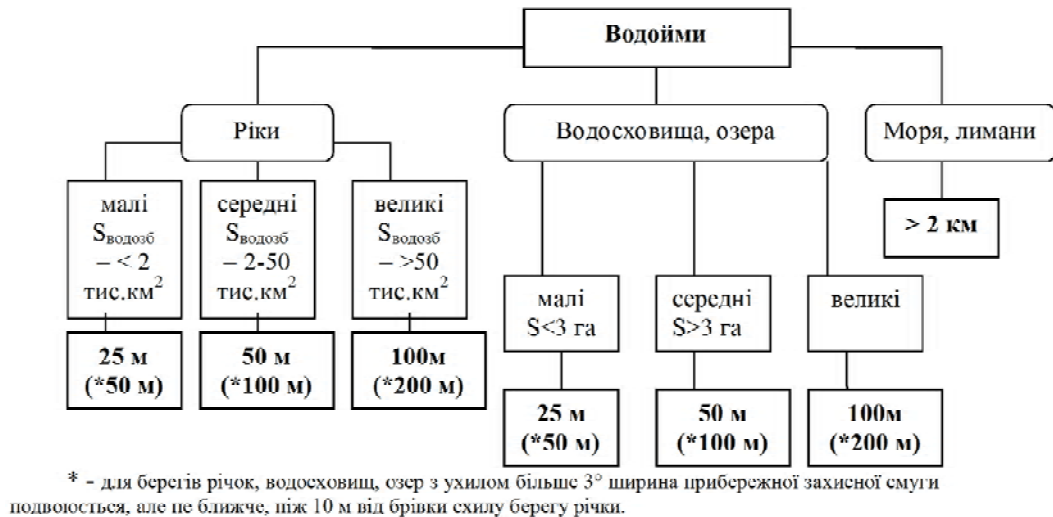 Водойми
Ріки
Водосховища, озера
Моря, лимани
малі
Sводозб
– < 2
тис.км²
середні
Sводозб
– 2-50
тис.км²
великі
Sводозб
– >50
тис.км²
> 2 км
малі
S<3 га
середні
S>3 га
великі
25 м
(*50 м)
50 м
(*100 м)
100м
(*200 м)
25 м
(*50 м)
50 м
(*100 м)
100м
(*200 м)
* - для берегів річок, водосховищ, озер з ухилом більше 3° ширина прибережної захисної смуги
подвоюється, але не ближче, ніж 10 м від брівки схилу берегу річки.